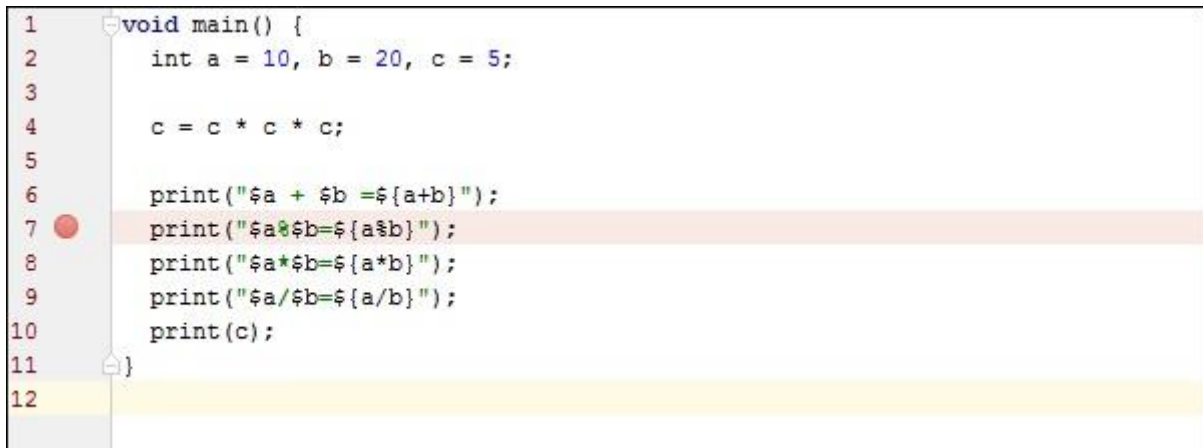 1 void main() {
2 int a = 10, b = 20, c = 5;
3
4 c = c * c * c;
5
6 print("$a + $b =${a+b}");
7 print("$a%$b=${a%b}");
8 print("$a*$b=${a*b}");
9 print("$a/$b=${a/b}");
10 print(c);
11 }
12